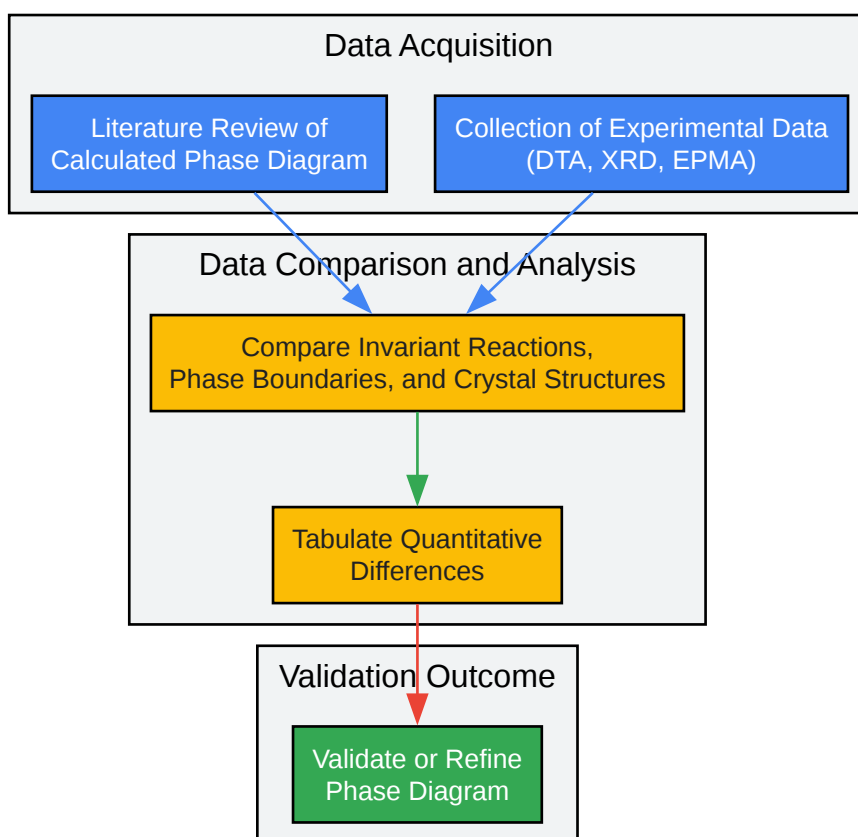 Data Acquisition
Literature Review of
Calculated Phase Diagram
Collection of Experimental Data
(DTA, XRD, EPMA)
Data Comparison and Analysis
Compare Invariant Reactions,
Phase Boundaries, and Crystal Structures
Tabulate Quantitative
Differences
Validation Outcome
Validate or Refine
Phase Diagram